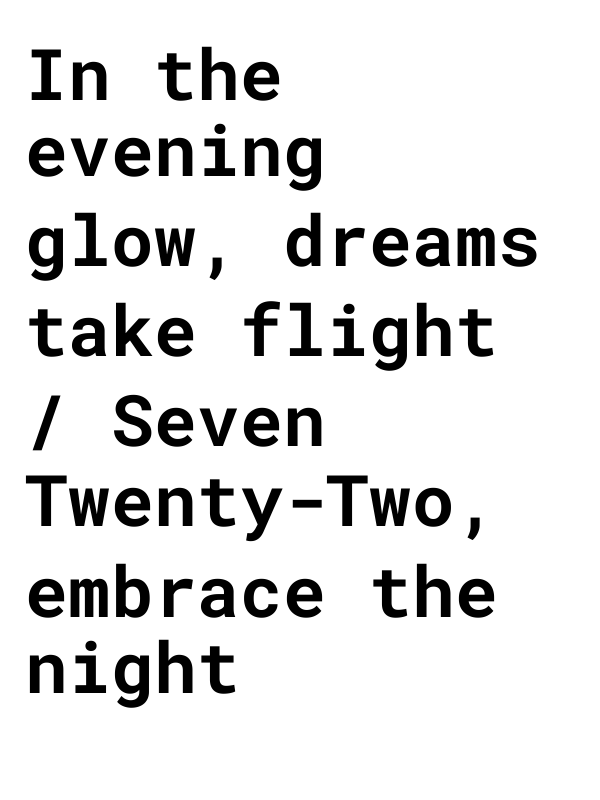 In the
evening
glow, dreams
take flight
/ Seven
Twenty-Two,
embrace the
night